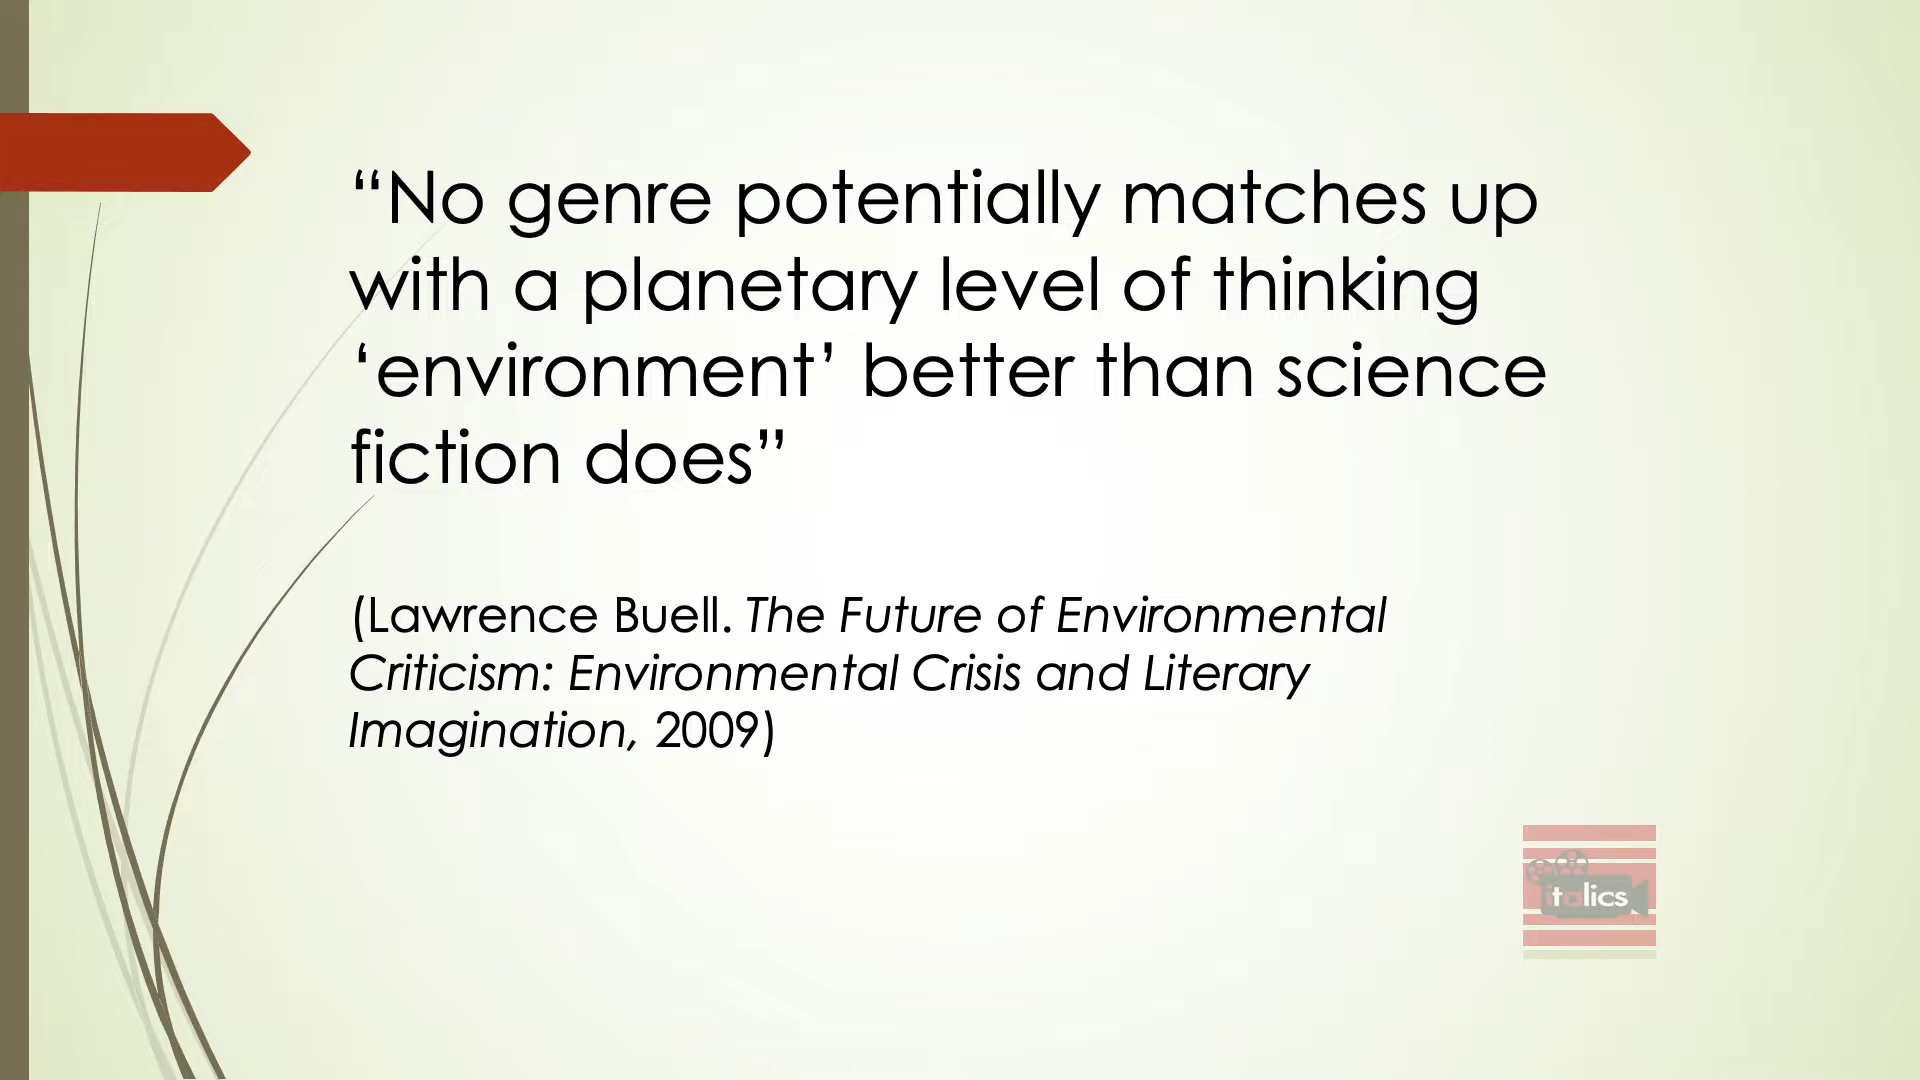 “No genre potentially matches up
with a planetary level of thinking
‘environment’ better than science
fiction does”
(Lawrence Buell. The Future of Environmental
Criticism: Environmental Crisis and Literary
Imagination, 2009)
italics